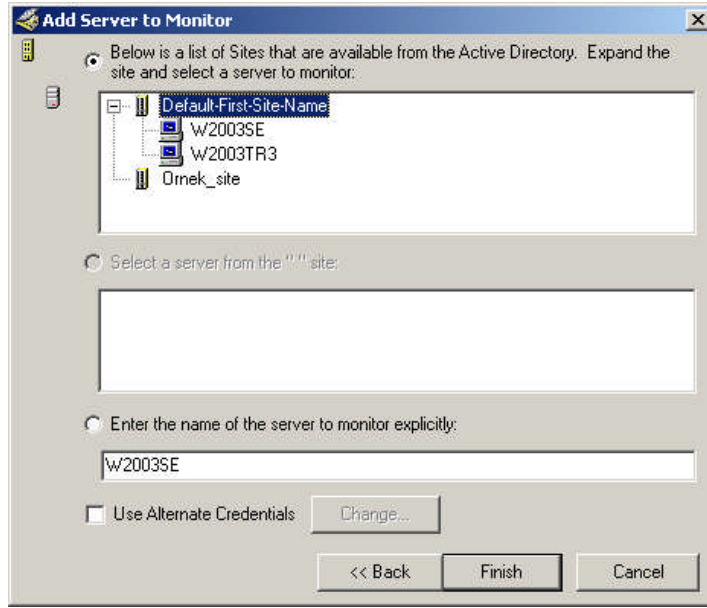 Add Server to Monitor
Below is a list of Sites that are available from the Active Directory. Expand the
site and select a server to monitor:
Default-First-Site-Name
W2003SE
W2003TR3
Ornek_site
Select a server from the "." site:
Enter the name of the server to monitor explicitly:
W2003SE
Use Alternate Credentials Change...
<< Back Finish Cancel